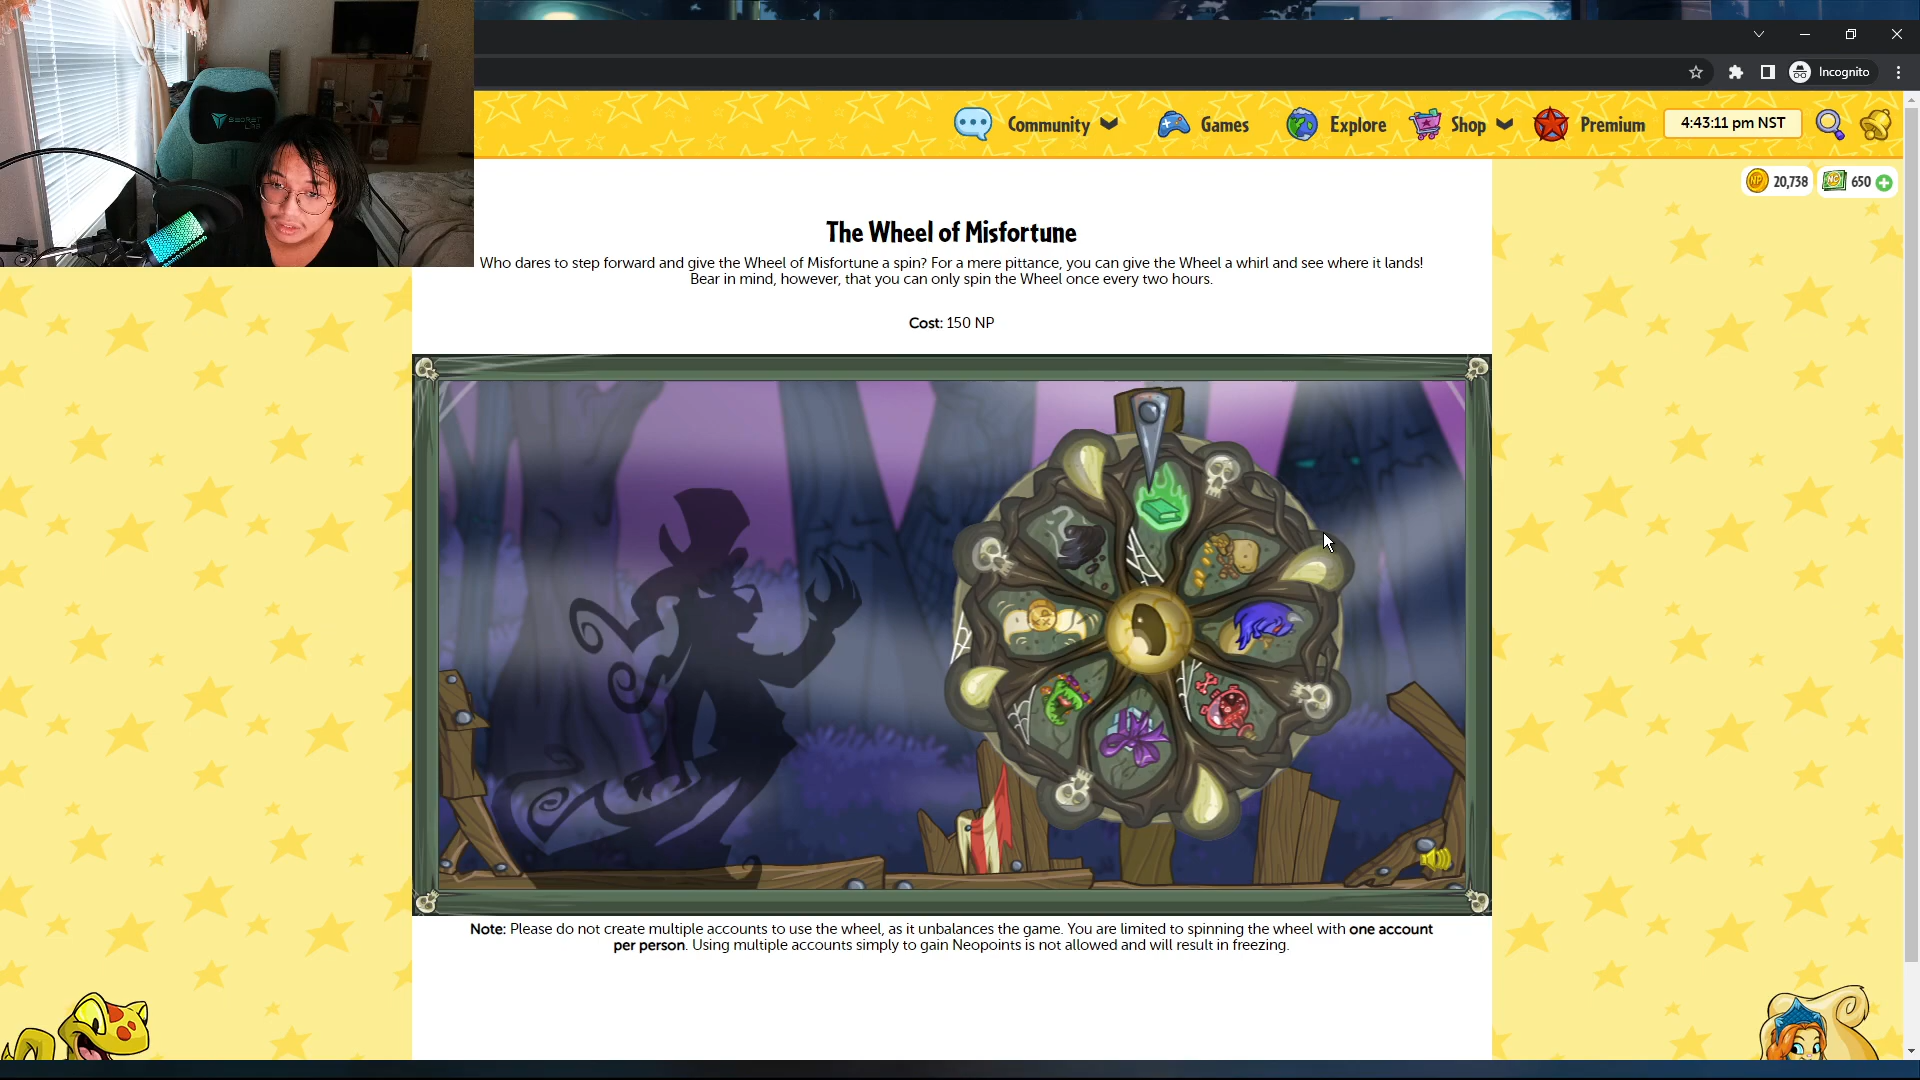 Incognito
SECRET
LAB
Community
Games
Explore
Shop
Premium
4:43:11 pm NST
NP
20,738
NC
650
The Wheel of Misfortune
Who dares to step forward and give the Wheel of Misfortune a spin? For a mere pittance, you can give the Wheel a whirl and see where it lands!
Bear in mind, however, that you can only spin the Wheel once every two hours.
Cost: 150 NP
Note: Please do not create multiple accounts to use the wheel, as it unbalances the game. You are limited to spinning the wheel with one account
per person. Using multiple accounts simply to gain Neopoints is not allowed and will result in freezing.